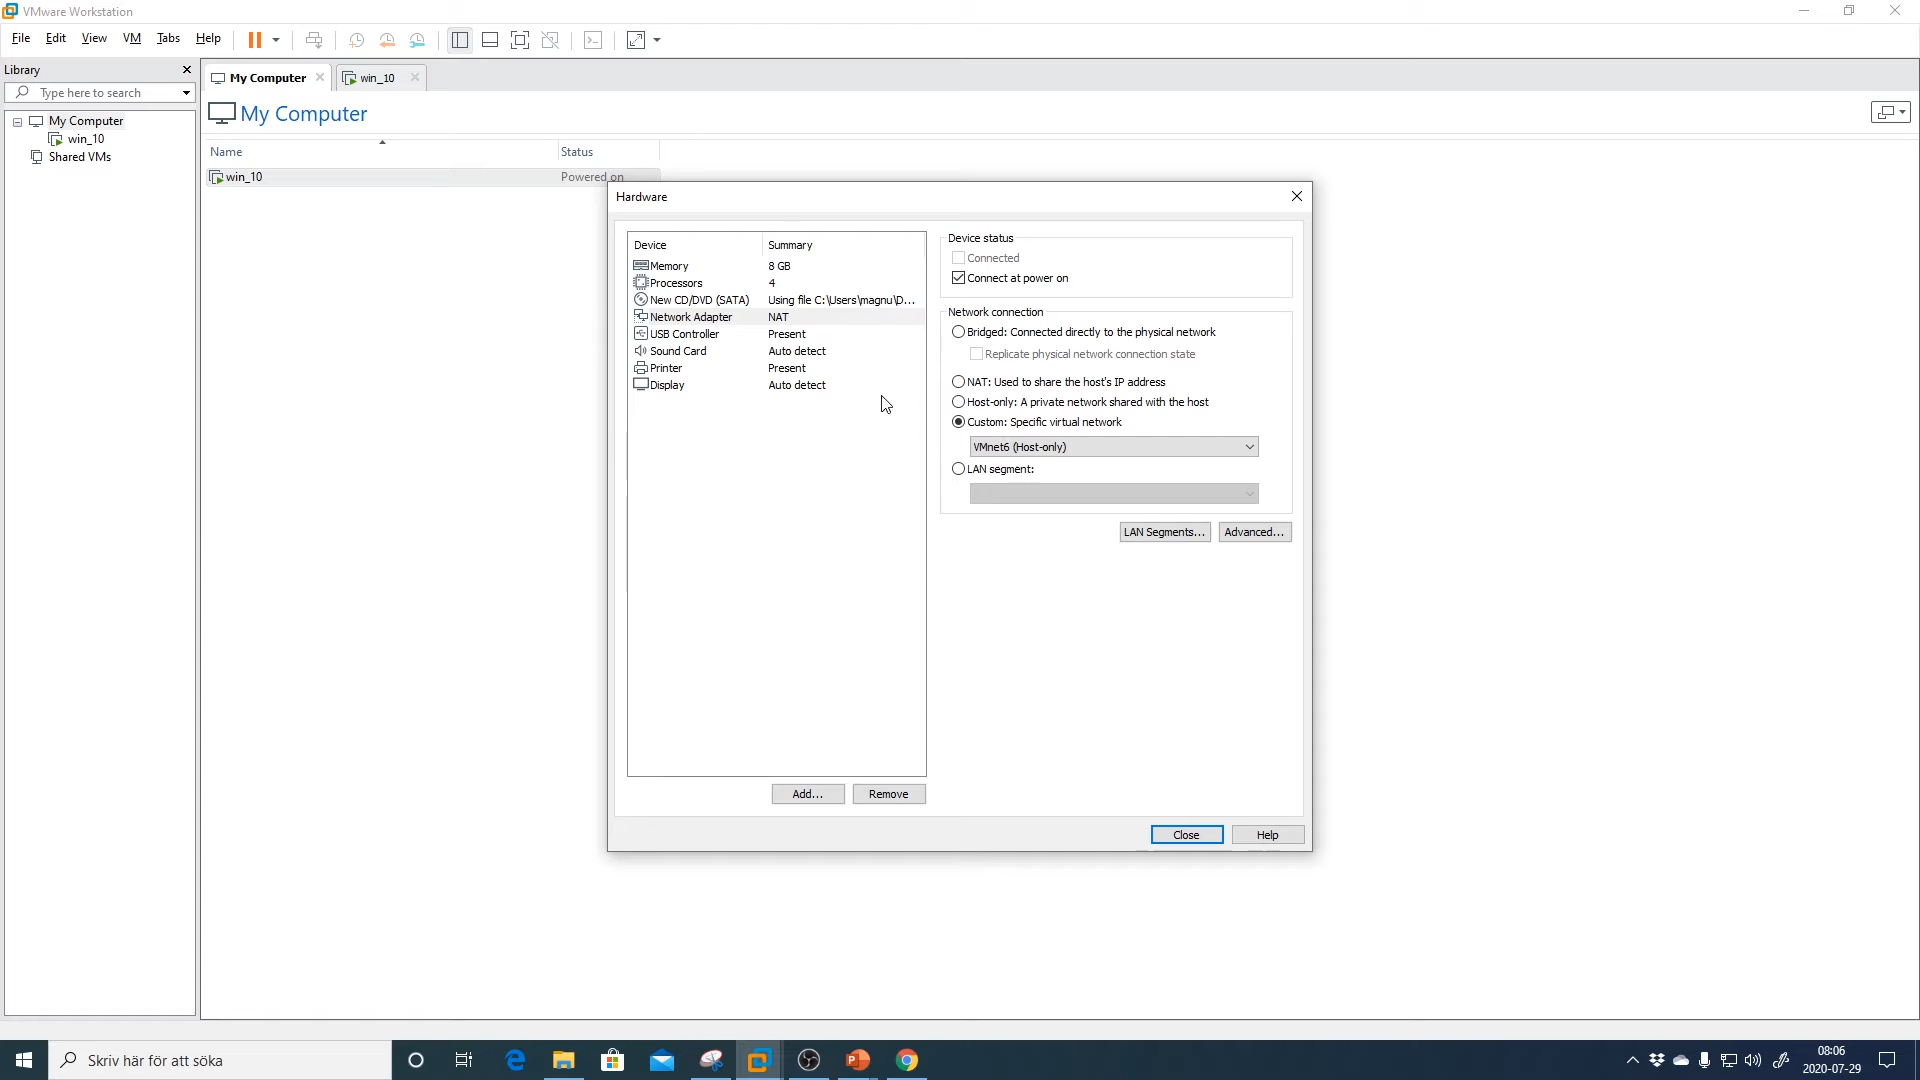 VMware Workstation
File Edit View VM Tabs Help
Library
Type here to search
My Computer
win_10
Shared VMs
My Computer win_10
My Computer
Name Status
win_10 Powered on
Hardware
Device Summary
Memory 8 GB
Processors 4
New CD/DVD (SATA) Using file C:\Users\magnu\D...
Network Adapter NAT
USB Controller Present
Sound Card Auto detect
Printer Present
Display Auto detect
Add... Remove
Device status
Connected
Connect at power on
Network connection
Bridged: Connected directly to the physical network
Replicate physical network connection state
NAT: Used to share the host's IP address
Host-only: A private network shared with the host
Custom: Specific virtual network
VMnet6 (Host-only)
LAN segment:
LAN Segments... Advanced...
Close Help
Skriv här för att söka
08:06
2020-07-29